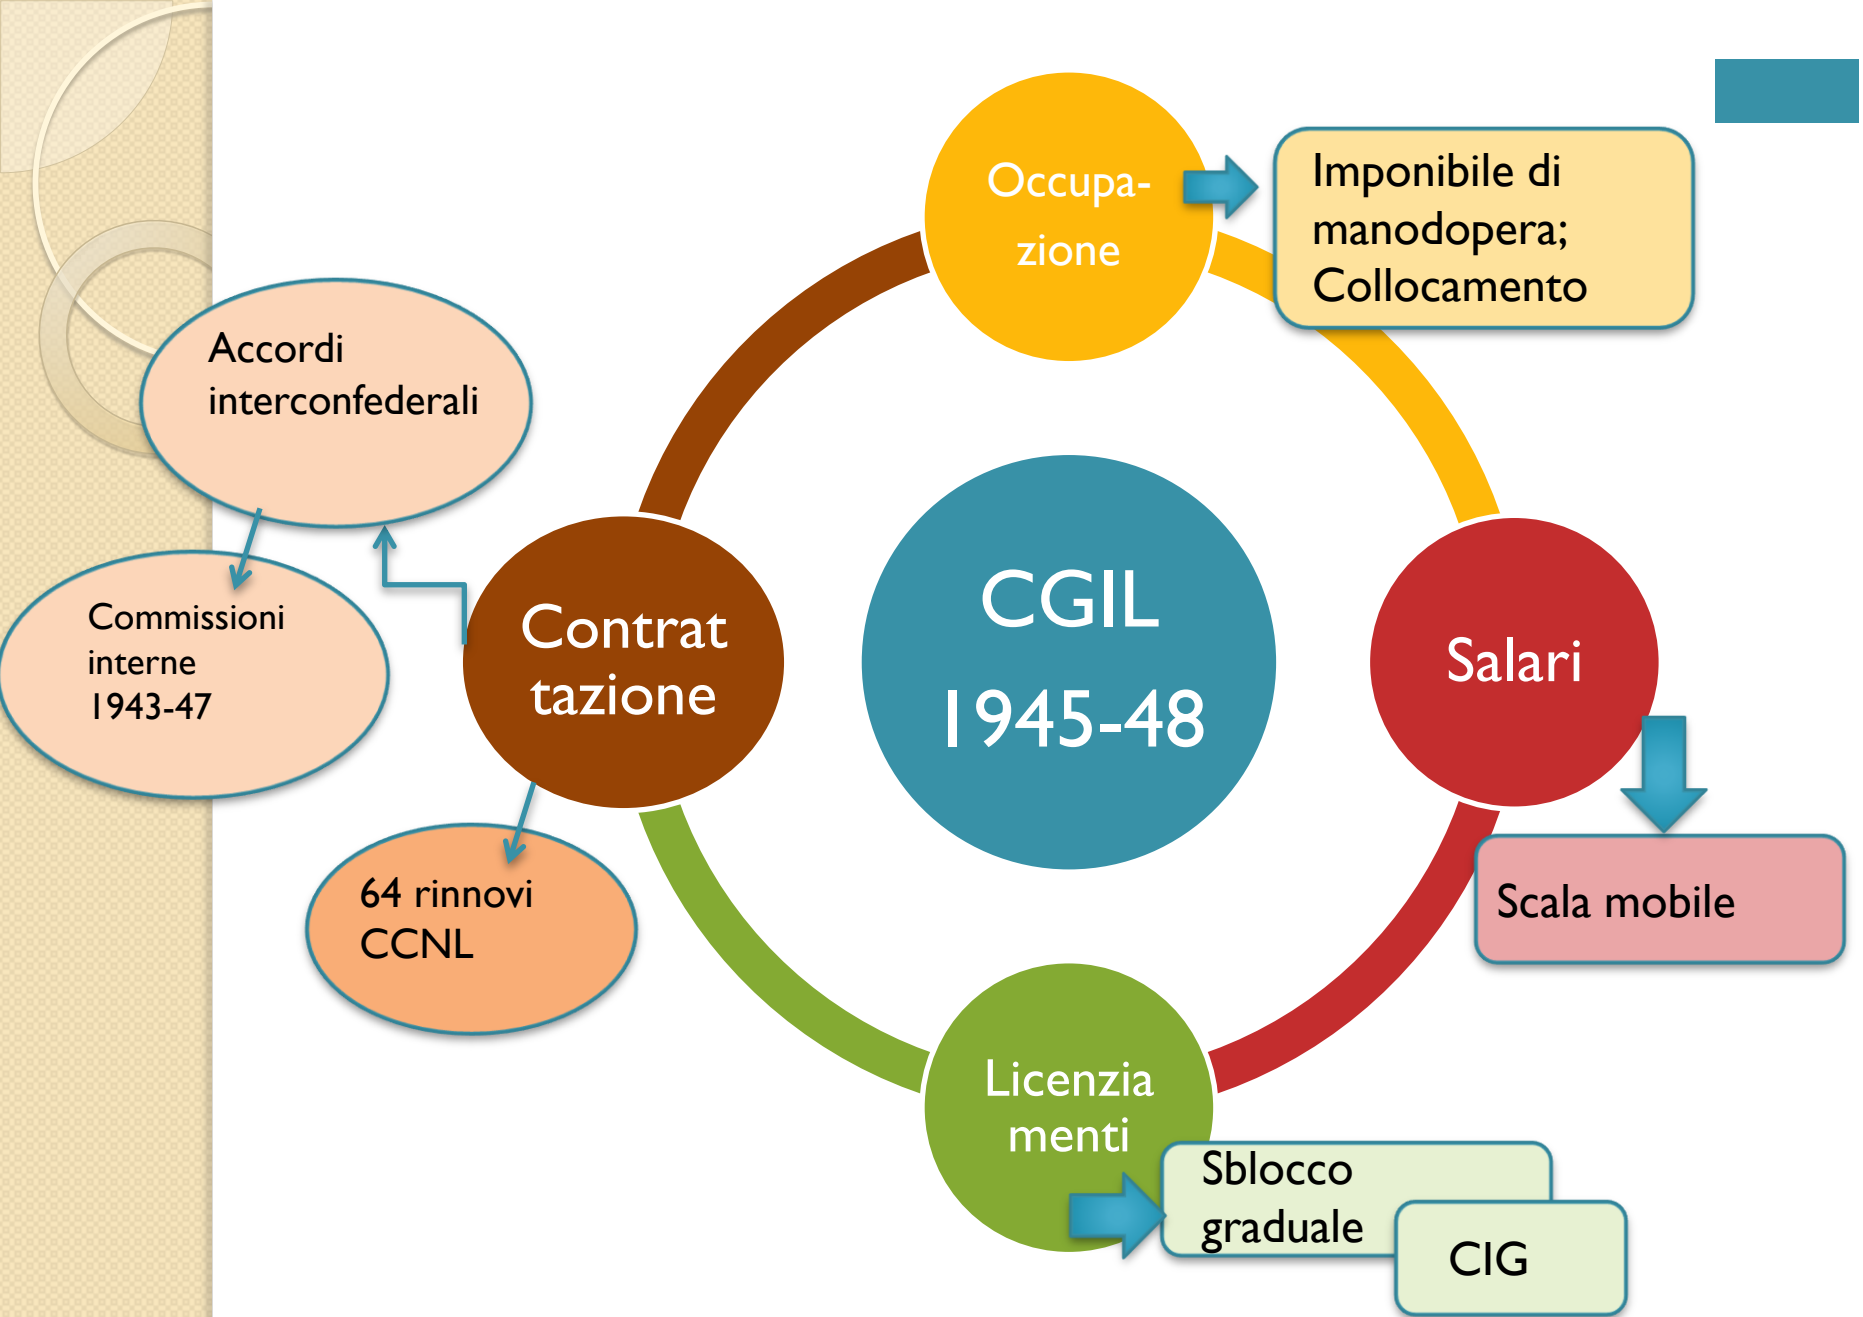 Occupa-
zione
Imponibile di
manodopera;
Collocamento
Accordi
interconfederali
Commissioni
interne
1943-47
Contrat
tazione
CGIL
1945-48
Salari
Scala mobile
64 rinnovi
CCNL
Licenzia
menti
Sblocco
graduale
CIG